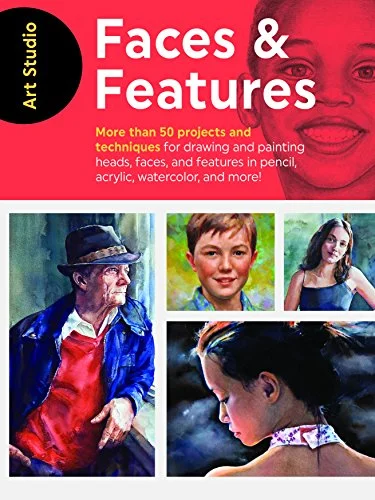 Art Studio
Faces &
Features
More than 50 projects and
techniques for drawing and painting
heads, faces, and features in pencil,
acrylic, watercolor, and more!